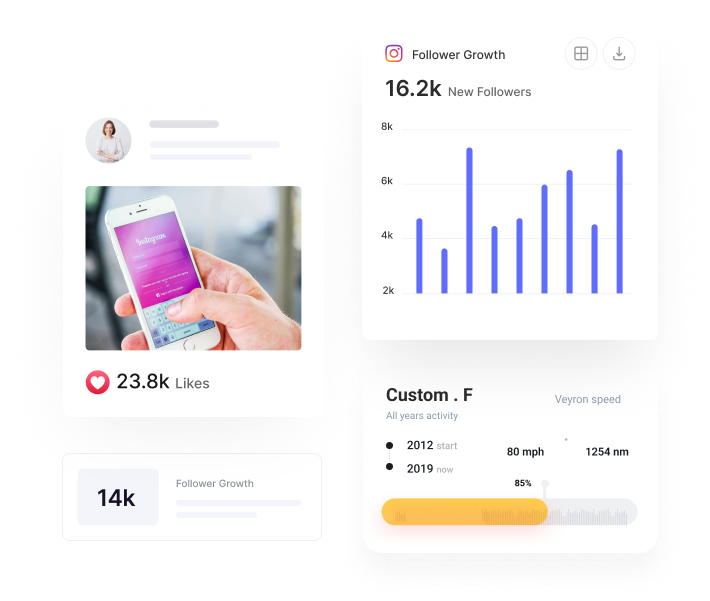 Instagram
23.8k Likes
14k
Follower Growth
Follower Growth
16.2k New Followers
8k
6k
4k
2k
Custom . F
Veyron speed
All years activity
2012 start
2019 now
80 mph
1254 nm
85%